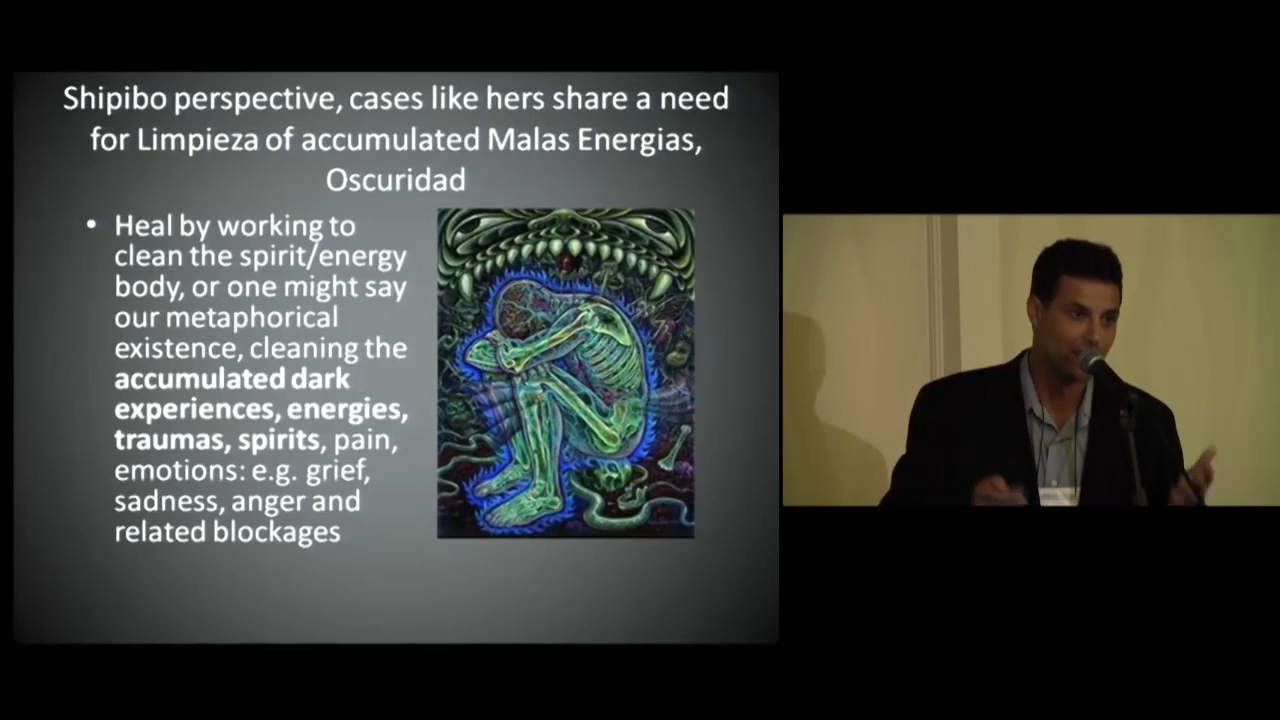 Shipibo perspective, cases like hers share a need
for Limpieza of accumulated Malas Energias,
Oscuridad
• Heal by working to
clean the spirit/energy
body, or one might say
our metaphorical
existence, cleaning the
accumulated dark
experiences, energies,
traumas, spirits, pain,
emotions: e.g. grief,
sadness, anger and
related blockages